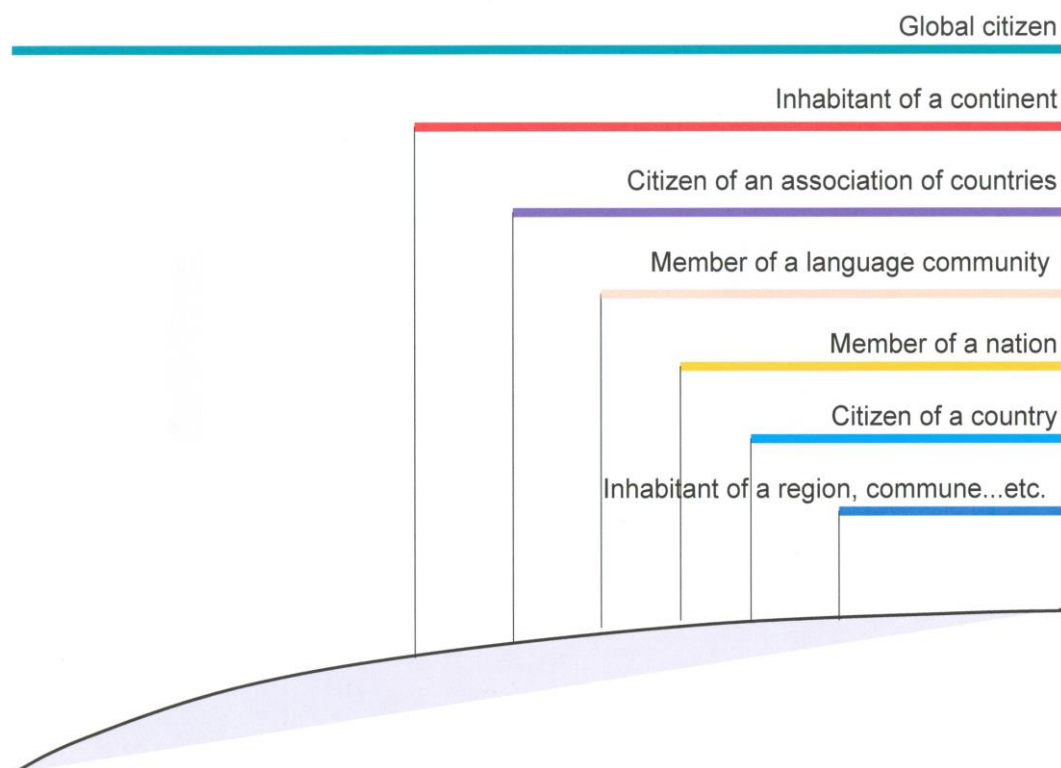 Global citizen
Inhabitant of a continent
Citizen of an association of countries
Member of a language community
Member of a nation
Citizen of a country
Inhabitant of a region, commune...etc.